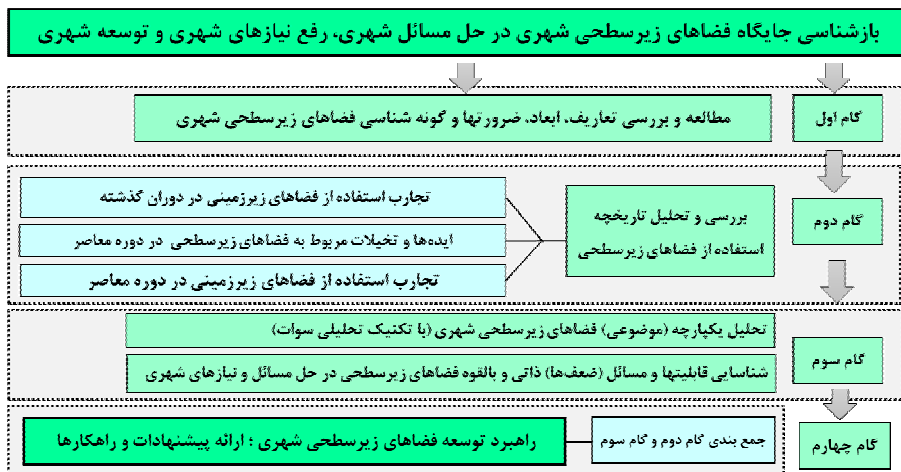 بازشناسی جایگاه فضاهای زیرسطحی شهری در حل مسائل شهری، رفع نیازهای شهری و توسعه شهری
گام اول
مطالعه و بررسی تعاریف، ابعاد، ضرورتها و گونه شناسی فضاهای زیرسطحی شهری
گام دوم
بررسی و تحلیل تاریخچه
استفاده از فضاهای زیرسطحی
تجارب استفاده از فضاهای زیرزمینی در دوران گذشته
ایده‌ها و تخیلات مربوط به فضاهای زیرسطحی در دوره معاصر
تجارب استفاده از فضاهای زیرزمینی در دوره معاصر
گام سوم
تحلیل یکپارچه (موضوعی) فضاهای زیرسطحی شهری (با تکنیک تحلیلی سوات)
شناسایی قابلیتها و مسائل (ضعف‌ها) ذاتی و بالقوه فضاهای زیرسطحی در حل مسائل و نیازهای شهری
گام چهارم
جمع بندی گام دوم و گام سوم
راهبرد توسعه فضاهای زیرسطحی شهری ؛ ارائه پیشنهادات و راهکارها